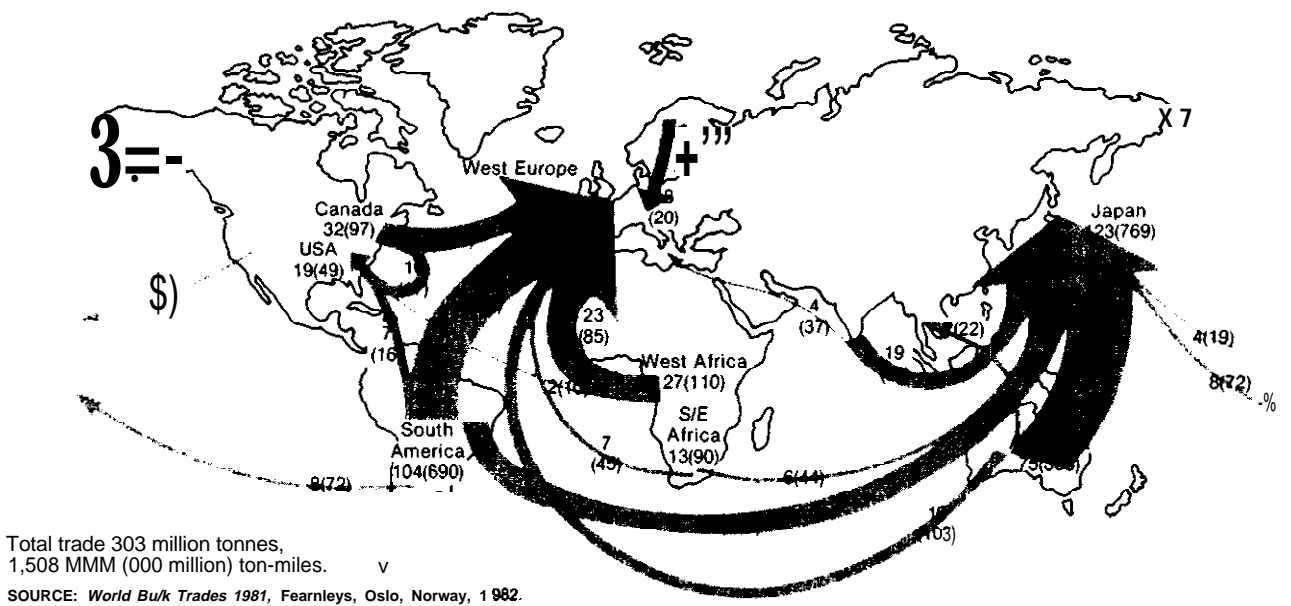 3=-
X 7
+’’’
West Europe
(20)
Canada
32(97)
USA
19(49)
Japan
123(769)
$)
23
(85)
4
(37)
(22)
19
4(19)
8(72)
-%
West Africa
27(110)
S/E
Africa
13(90)
South
America
104(690)
7
(45)
6(44)
8(72)
Total trade 303 million tonnes,
1,508 MMM (000 million) ton-miles. v
SOURCE: World Bu/k Trades 1981, Fearnleys, Oslo, Norway, 1 982.